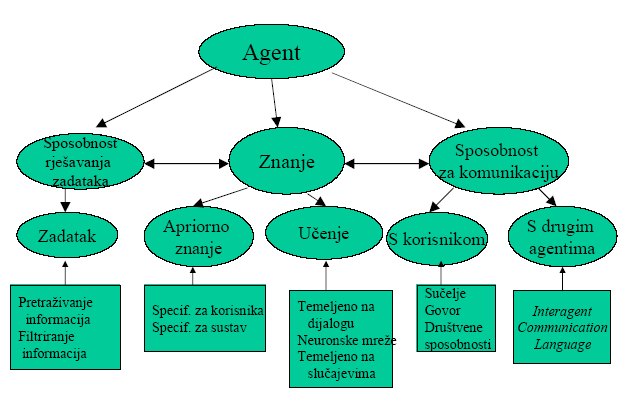 Agent
Sposobnost
rješavanja
zadataka
Znanje
Sposobnost
za komunikaciju
Zadatak
Apriorno
znanje
Učenje
S korisnikom
S drugim
agentima
Pretraživanje
informacija
Filtriranje
informacija
Specif. za korisnika
Specif. za sustav
Temeljeno na
dijalogu
Neuronske mreže
Temeljeno na
slučajevima
Sučelje
Govor
Društvene
sposobnosti
Interagent
Communication
Language